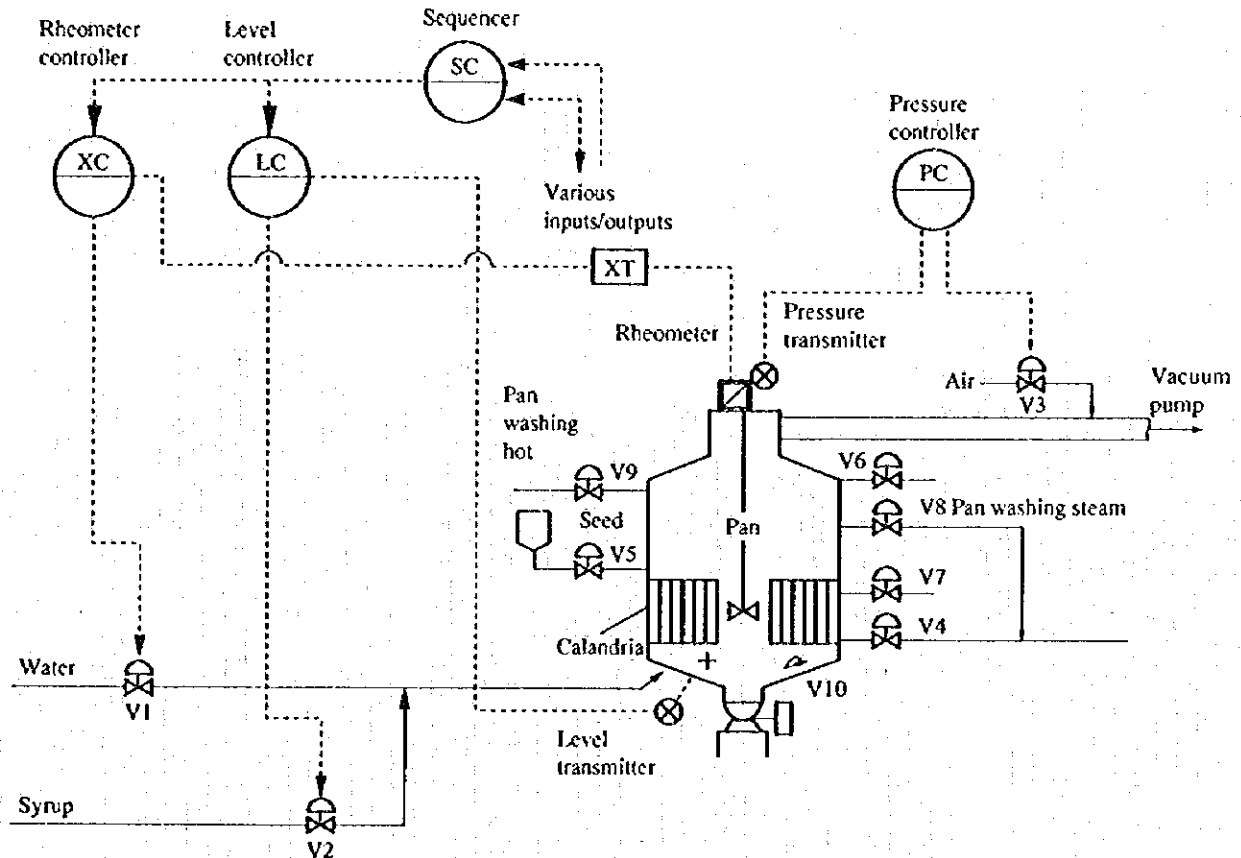 Sequencer
Rheometer
controller
Level
controller
SC
Pressure
controller
XC
LC
PC
Various
inputs/outputs
XT
Rheometer
Pressure
transmitter
Air
V3
Vacuum
pump
Pan
washing
hot
V9
V6
V8 Pan washing steam
Seed
Pan
V5
V7
V4
Calandria
Water
V1
V10
Level
transmitter
Syrup
V2